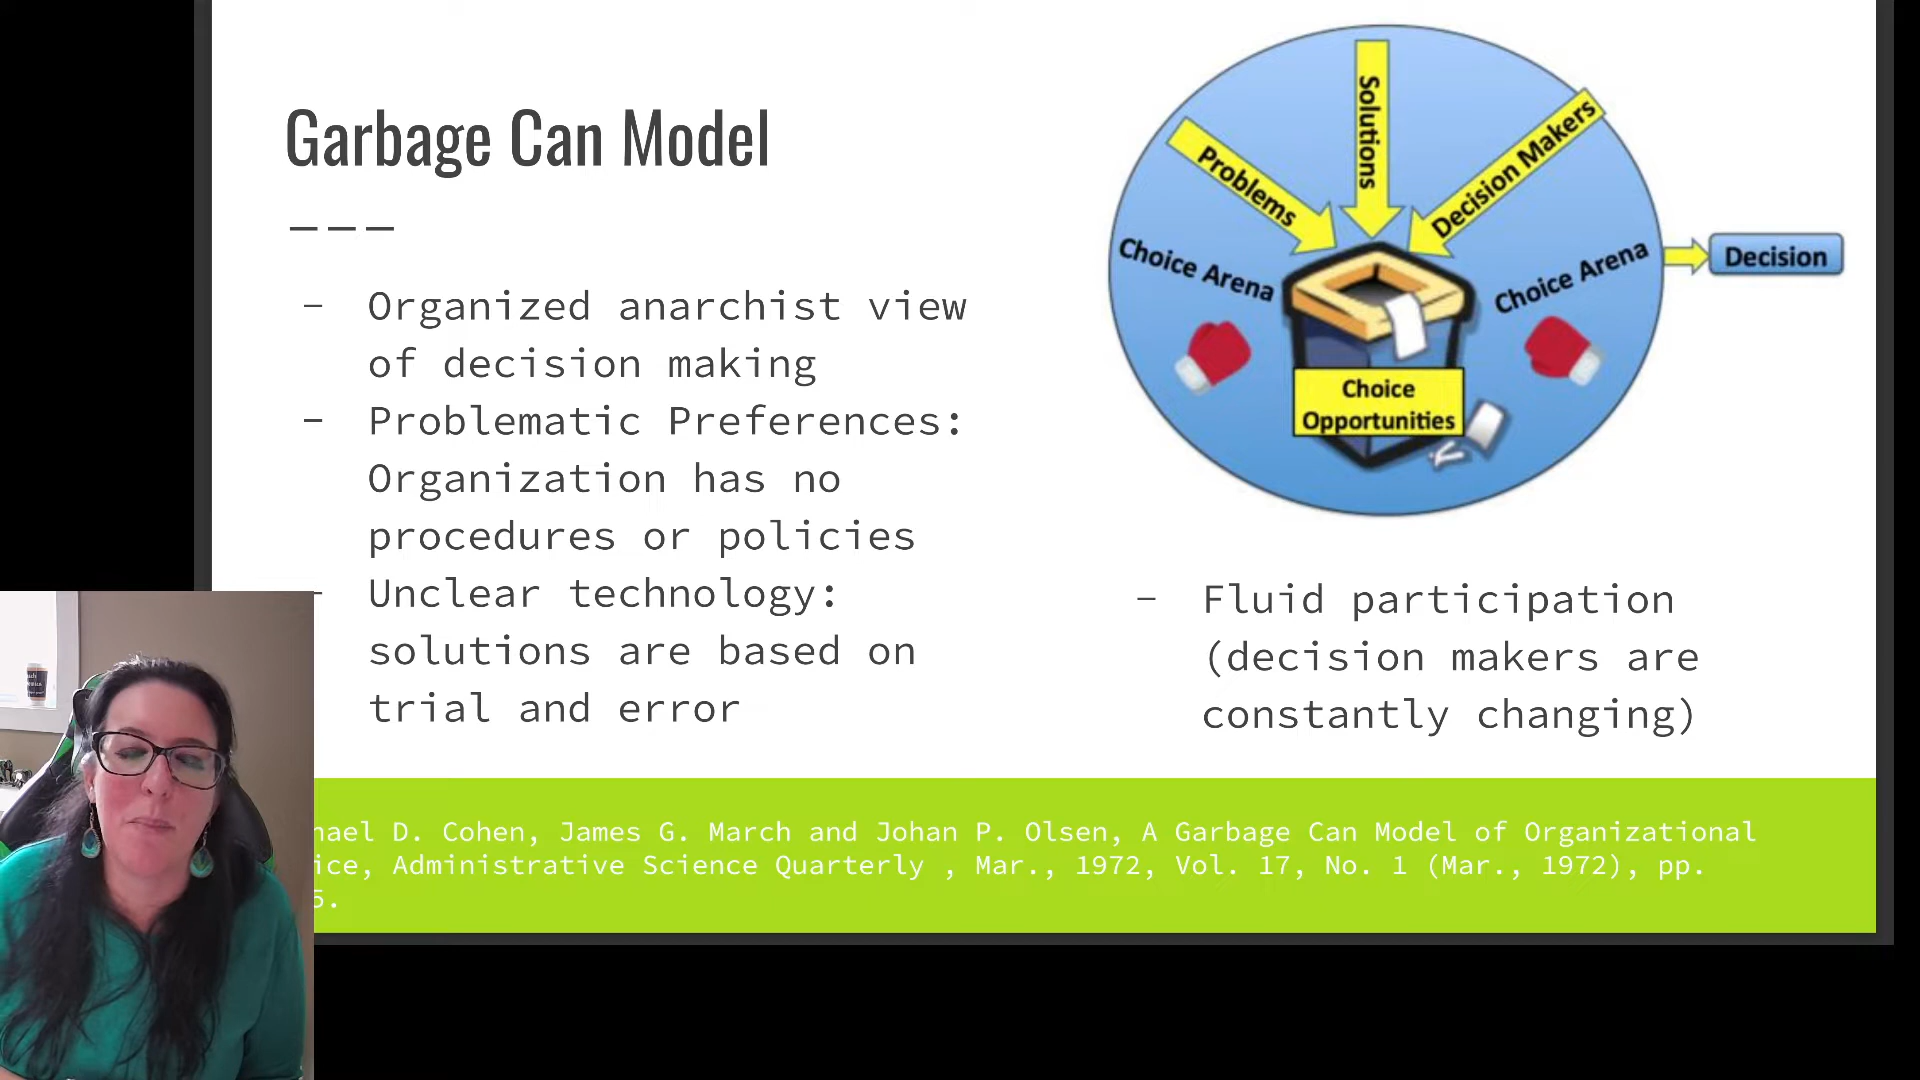 Garbage Can Model
- Organized anarchist view
of decision making
- Problematic Preferences:
Organization has no
procedures or policies
- Unclear technology:
solutions are based on
trial and error
Problems
Solutions
Decision Makers
Choice Arena
Choice Arena
Choice
Opportunities
Decision
- Fluid participation
(decision makers are
constantly changing)
hael D. Cohen, James G. March and Johan P. Olsen, A Garbage Can Model of Organizational
ice, Administrative Science Quarterly , Mar., 1972, Vol. 17, No. 1 (Mar., 1972), pp.
5.